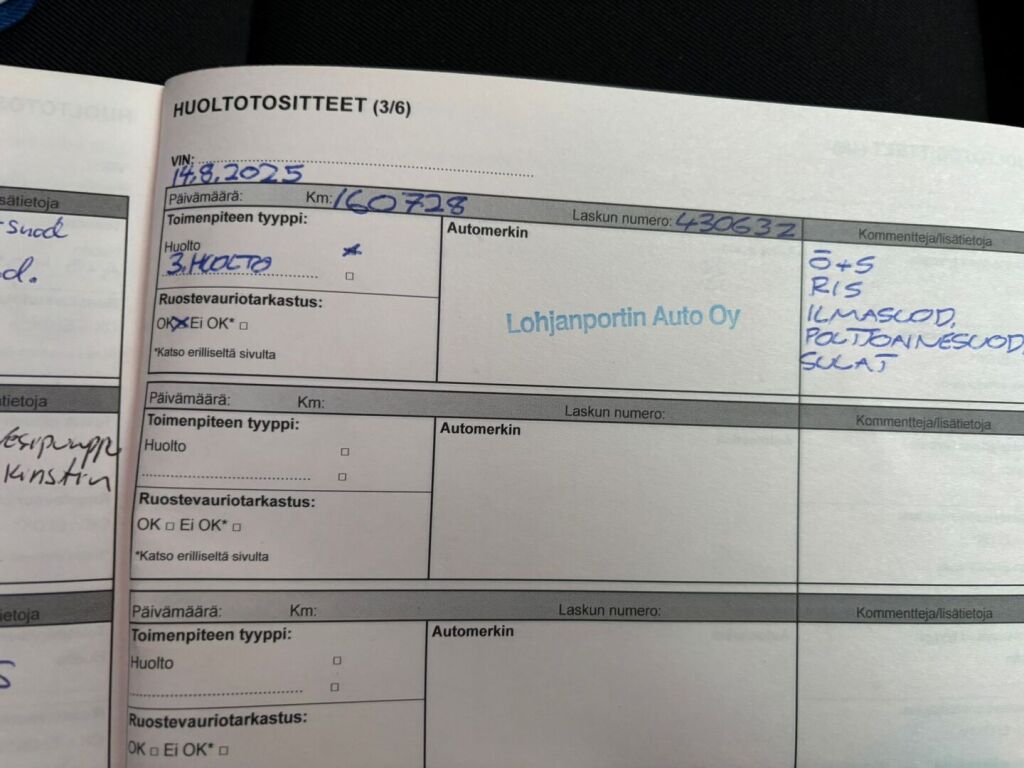 HUOLTOTOSITTEET (3/6)
VIN:
14.8.2025
Päivämäärä: Km: 160728 Laskun numero: 430632 Kommentteja/lisätietoja
Toimenpiteen tyyppi:
Huolto
3. HUOLTO
Ruostevauriotarkastus:
OK Ei OK*
*Katso erilliseltä sivulta
Automerkin
Lohjanportin Auto Oy
Ö+S
RIS
ILMASUOD,
POLTTOAINESUOD,
SULAT
Päivämäärä: Km: Laskun numero: Kommentteja/lisätietoja
Toimenpiteen tyyppi:
Huolto
Ruostevauriotarkastus:
OK Ei OK*
*Katso erilliseltä sivulta
Automerkin
Päivämäärä: Km: Laskun numero: Kommentteja/lisätietoja
Toimenpiteen tyyppi:
Huolto
Ruostevauriotarkastus:
OK Ei OK*
Automerkin